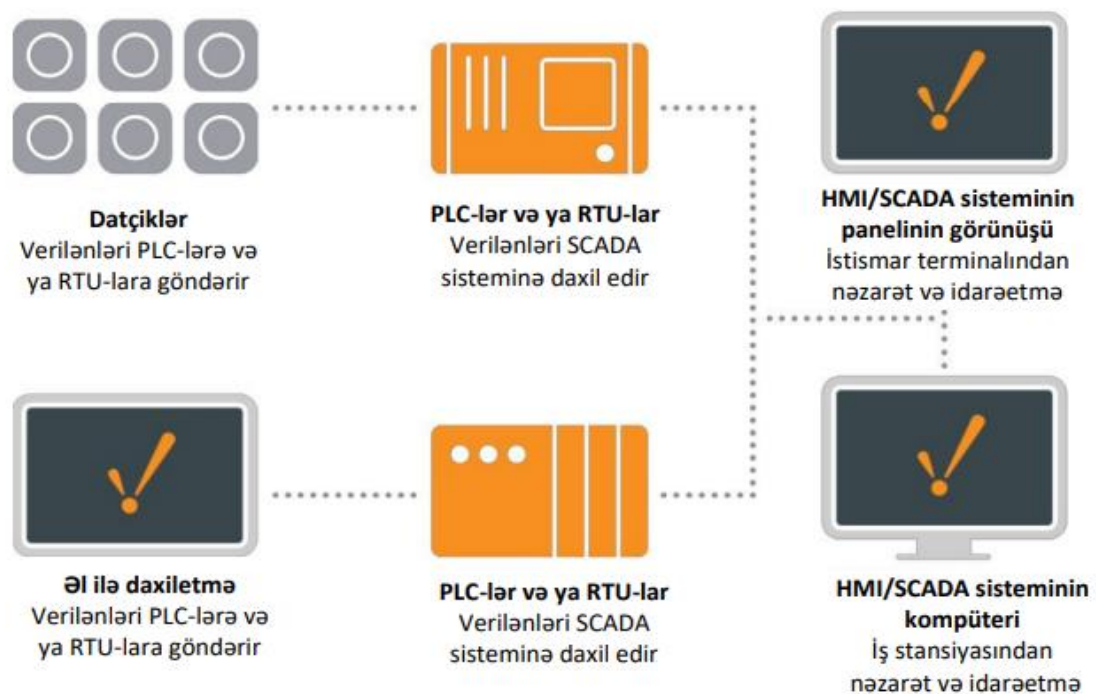 Datçiklər
Verilənləri PLC-lərə və
ya RTU-lara göndərir
PLC-lər və ya RTU-lar
Verilənləri SCADA
sisteminə daxil edir
HMI/SCADA sisteminin
panelinin görünüşü
İstismar terminalından
nəzarət və idarəetmə
Əl ilə daxiletmə
Verilənləri PLC-lərə və
ya RTU-lara göndərir
PLC-lər və ya RTU-lar
Verilənləri SCADA
sisteminə daxil edir
HMI/SCADA sisteminin
kompüteri
İş stansiyasından
nəzarət və idarəetmə